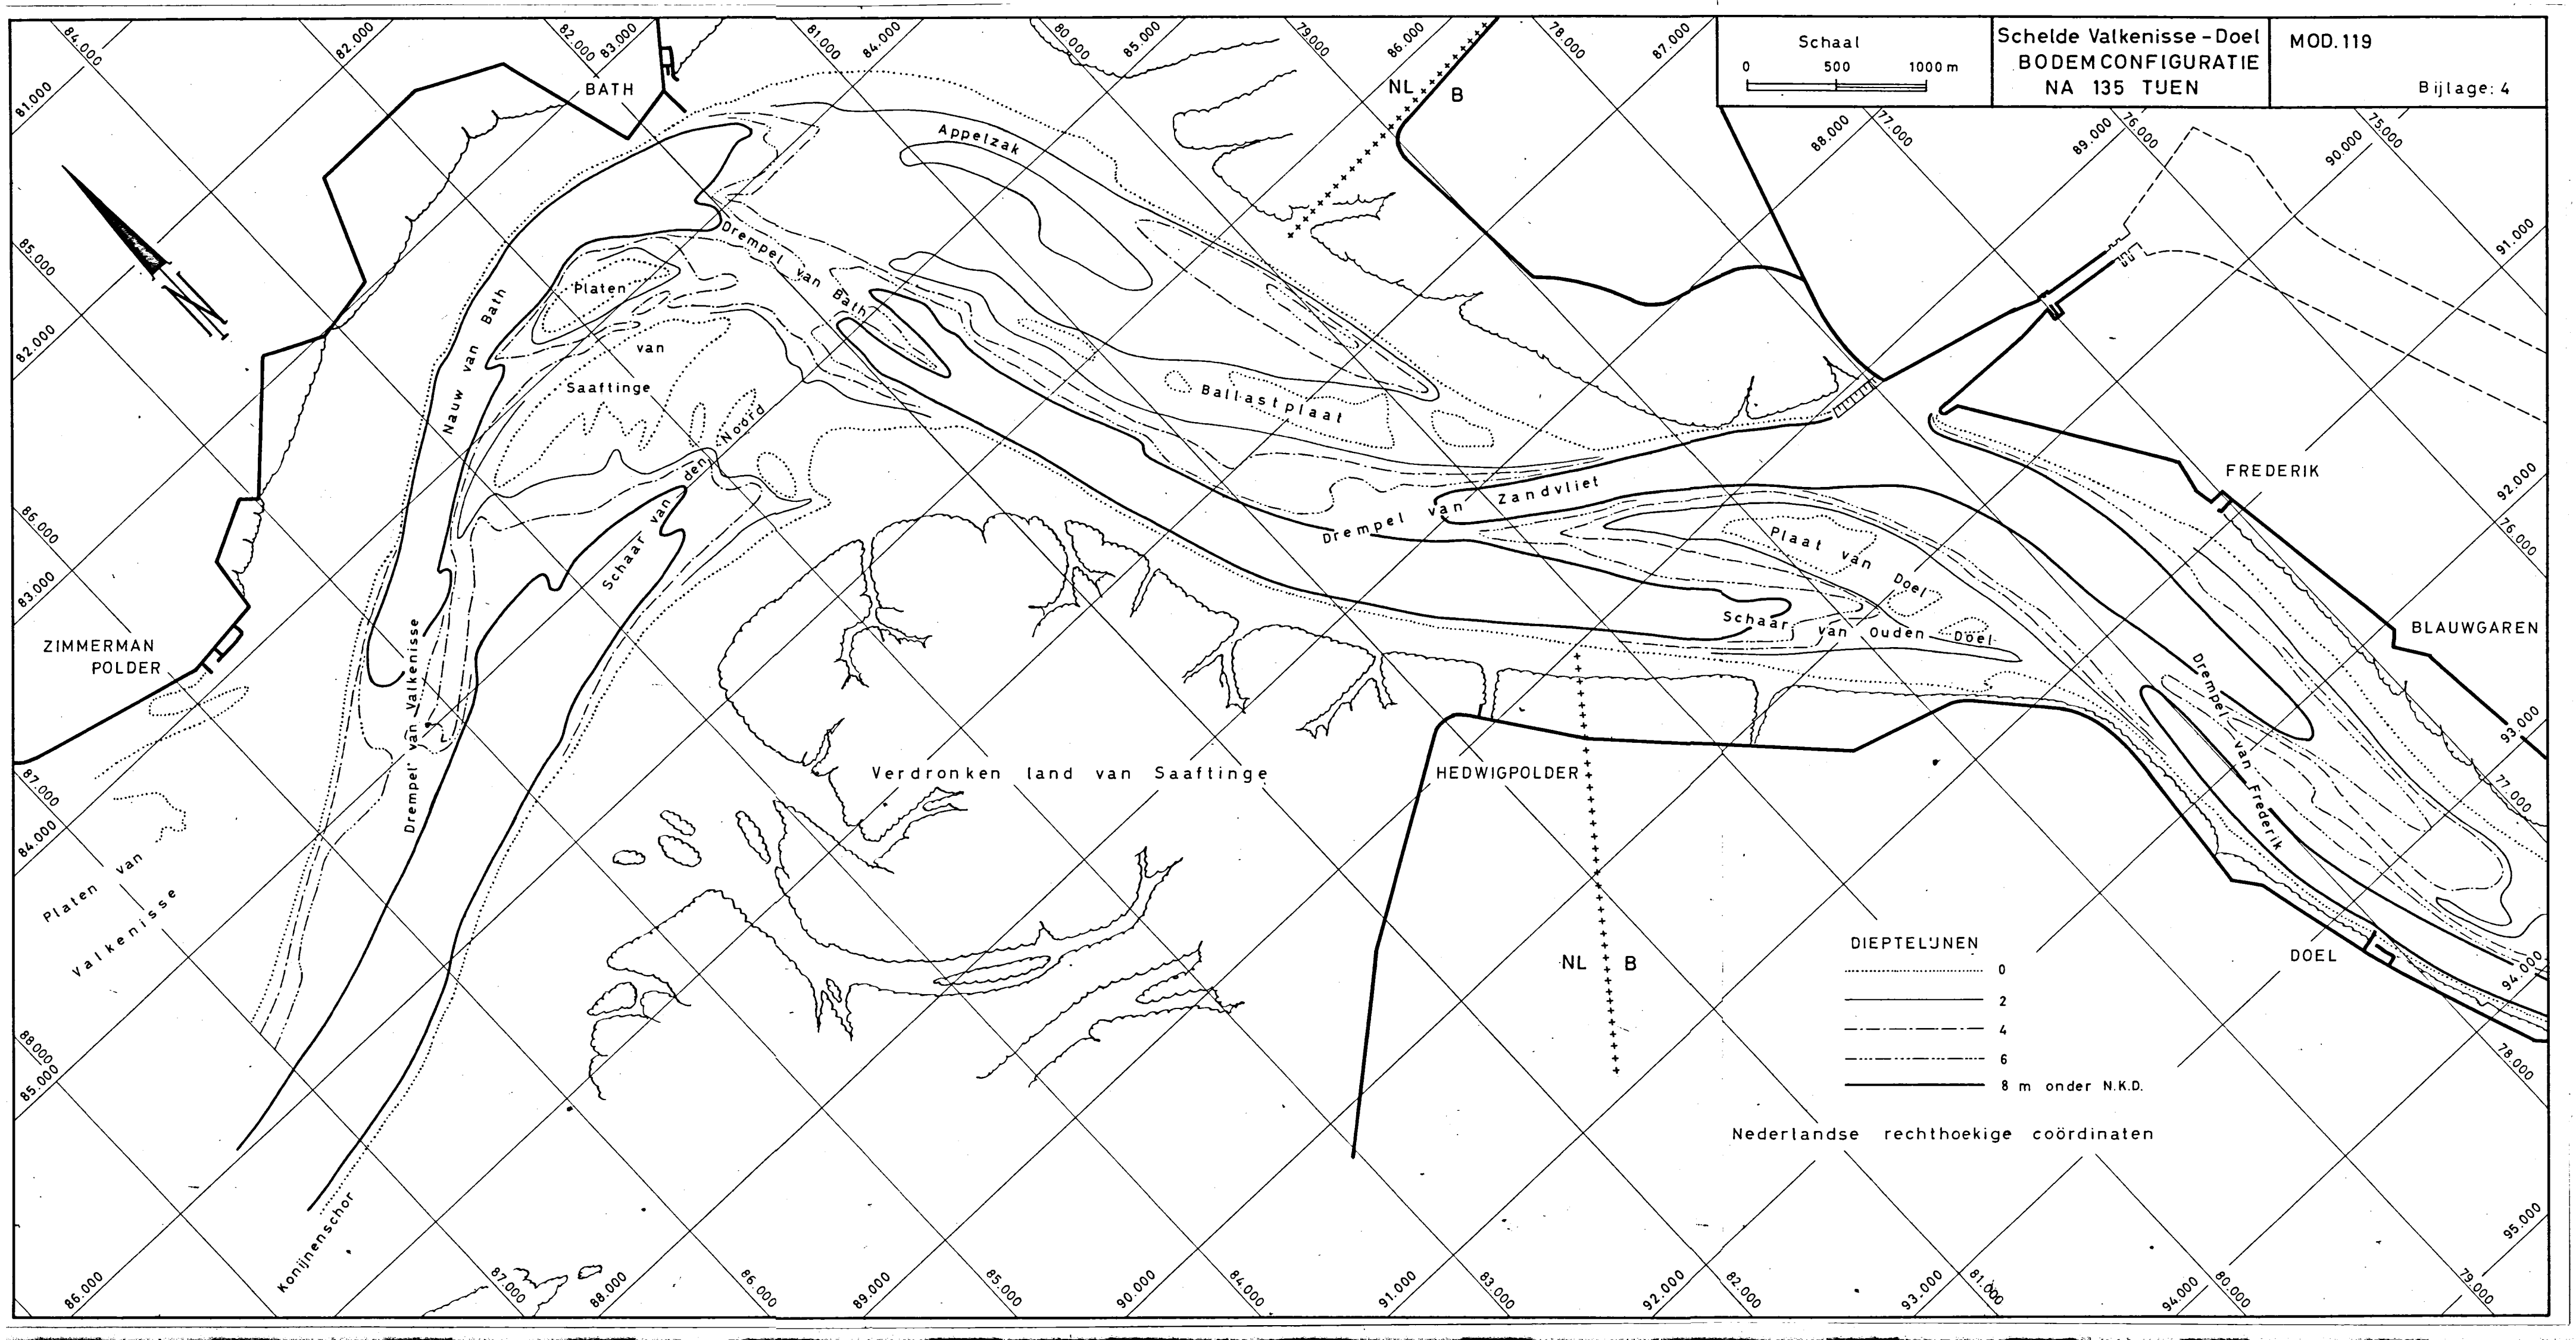 Schaal
0 500 1000 m
Schelde Valkenisse - Doel
BODEMCONFIGURATIE
NA 135 TIJEN
MOD. 119
Bijlage: 4
84.000
82.000
82.000
83.000
81.000
84.000
80.000
85.000
79.000
86.000
78.000
87.000
88.000
77.000
89.000
76.000
90.000
75.000
91.000
92.000
76.000
93.000
77.000
94.000
78.000
95.000
81.000
85.000
82.000
86.000
83.000
87.000
84.000
88.000
85.000
86.000
87.000
88.000
86.000
89.000
85.000
90.000
84.000
91.000
83.000
92.000
82.000
93.000
81.000
94.000
80.000
79.000
N
BATH
NL B
Appelzak
Drempel van Bath
Nauw van Bath
Platen
van
Saaftinge
Schaar van den Noord
Ballastplaat
Drempel van Zandvliet
Plaat van Doel
Schaar van Ouden Doel
FREDERIK
BLAUWGAREN
Drempel van Frederik
ZIMMERMAN
POLDER
Drempel van Valkenisse
Verdronken land van Saaftinge
HEDWIGPOLDER
Platen van
Valkenisse
NL B
DOEL
Konijnenschor
DIEPTELIJNEN
0
2
4
6
8 m onder N.K.D.
Nederlandse rechthoekige coördinaten